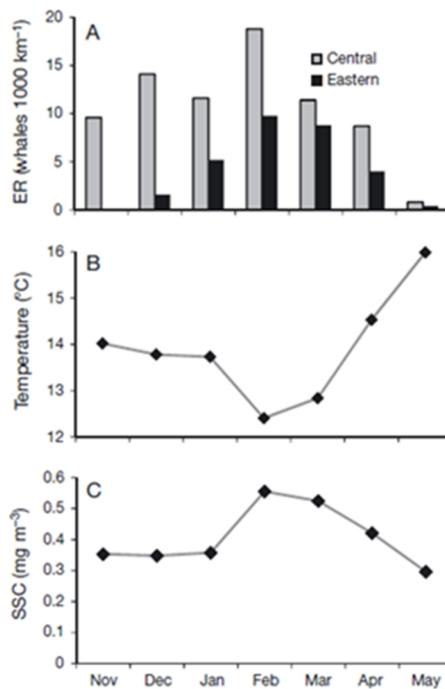 A
ER (whales 1000 km⁻¹)
20
15
10
5
0
Central
Eastern
B
Temperature (°C)
16
15
14
13
12
C
SSC (mg m⁻³)
0.6
0.5
0.4
0.3
0.2
0.1
0
Nov Dec Jan Feb Mar Apr May